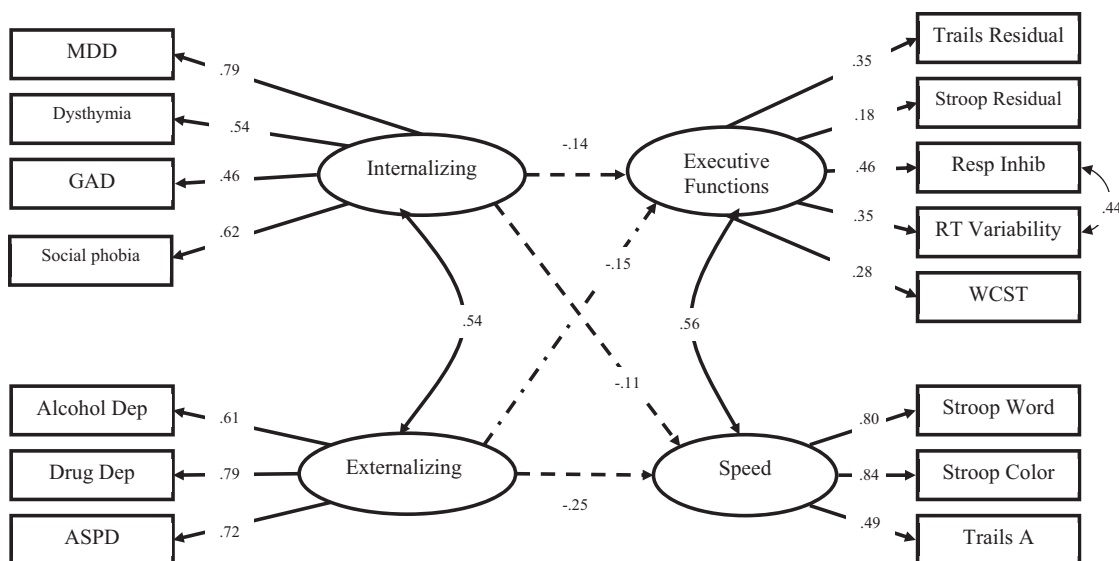 MDD
Dysthymia
GAD
Social phobia
.79
.54
.46
.62
Internalizing
-.14
Executive
Functions
.35
.18
.46
.35
.28
Trails Residual
Stroop Residual
Resp Inhib
RT Variability
WCST
.44
-.15
.54
.56
-.11
Alcohol Dep
Drug Dep
ASPD
.61
.79
.72
Externalizing
-.25
Speed
.80
.84
.49
Stroop Word
Stroop Color
Trails A